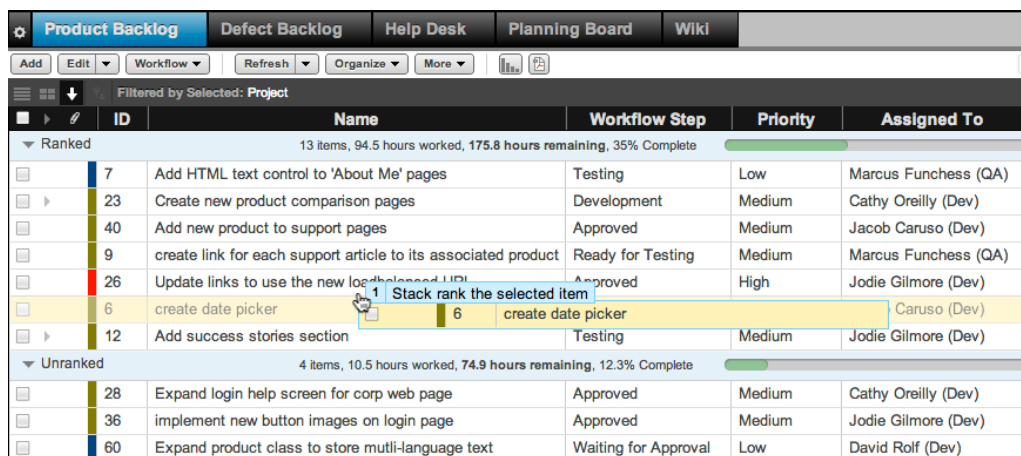 Product Backlog Defect Backlog Help Desk Planning Board Wiki
Add Edit Workflow Refresh Organize More
Filtered by Selected: Project
ID Name Workflow Step Priority Assigned To
Ranked 13 items, 94.5 hours worked, 175.8 hours remaining, 35% Complete
7 Add HTML text control to 'About Me' pages Testing Low Marcus Funchess (QA)
23 Create new product comparison pages Development Medium Cathy Oreilly (Dev)
40 Add new product to support pages Approved Medium Jacob Caruso (Dev)
9 create link for each support article to its associated product Ready for Testing Medium Marcus Funchess (QA)
26 Update links to use the new loadbalanced URL Approved High Jodie Gilmore (Dev)
1 Stack rank the selected item
6 create date picker Caruso (Dev)
6 create date picker
12 Add success stories section Testing Medium Jodie Gilmore (Dev)
Unranked 4 items, 10.5 hours worked, 74.9 hours remaining, 12.3% Complete
28 Expand login help screen for corp web page Approved Medium Cathy Oreilly (Dev)
36 implement new button images on login page Approved Medium Jodie Gilmore (Dev)
60 Expand product class to store mutli-language text Waiting for Approval Low David Rolf (Dev)